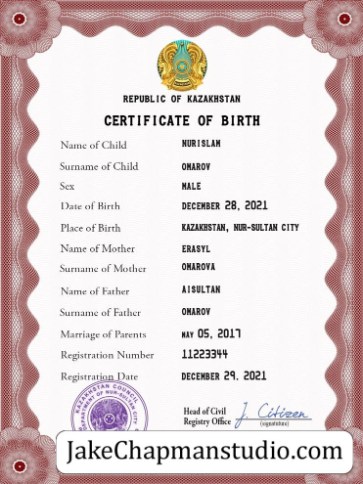 REPUBLIC OF KAZAKHSTAN
CERTIFICATE OF BIRTH
Name of Child NURISLAM
Surname of Child OMAROV
Sex MALE
Date of Birth DECEMBER 28, 2021
Place of Birth KAZAKHSTAN, NUR-SULTAN CITY
Name of Mother ERASYL
Surname of Mother OMAROVA
Name of Father AISULTAN
Surname of Father OMAROV
Marriage of Parents MAY 05, 2017
Registration Number 11223344
Registration Date DECEMBER 29, 2021
KAZAKHSTAN COUNCIL
DEPARTMENT OF NUR-SULTAN CITY
Head of Civil
Registry Office J. Citizen
(signature)
JakeChapmanstudio.com